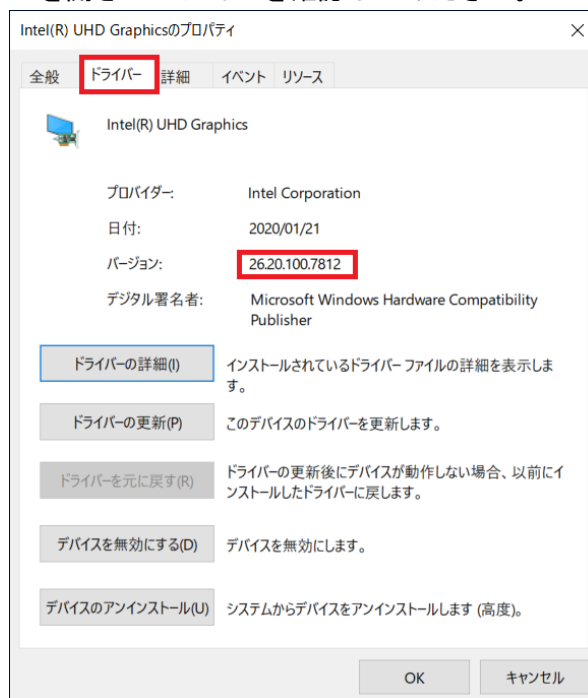 Intel(R) UHD Graphicsのプロパティ
全般 ドライバー 詳細 イベント リソース
Intel(R) UHD Graphics
プロバイダー: Intel Corporation
日付: 2020/01/21
バージョン: 26.20.100.7812
デジタル署名者: Microsoft Windows Hardware Compatibility
Publisher
ドライバーの詳細(I) インストールされているドライバー ファイルの詳細を表示しま
す。
ドライバーの更新(P) このデバイスのドライバーを更新します。
ドライバーを元に戻す(R) ドライバーの更新後にデバイスが動作しない場合、以前にイ
ンストールしたドライバーに戻します。
デバイスを無効にする(D) デバイスを無効にします。
デバイスのアンインストール(U) システムからデバイスをアンインストールします (高度)。
OK キャンセル